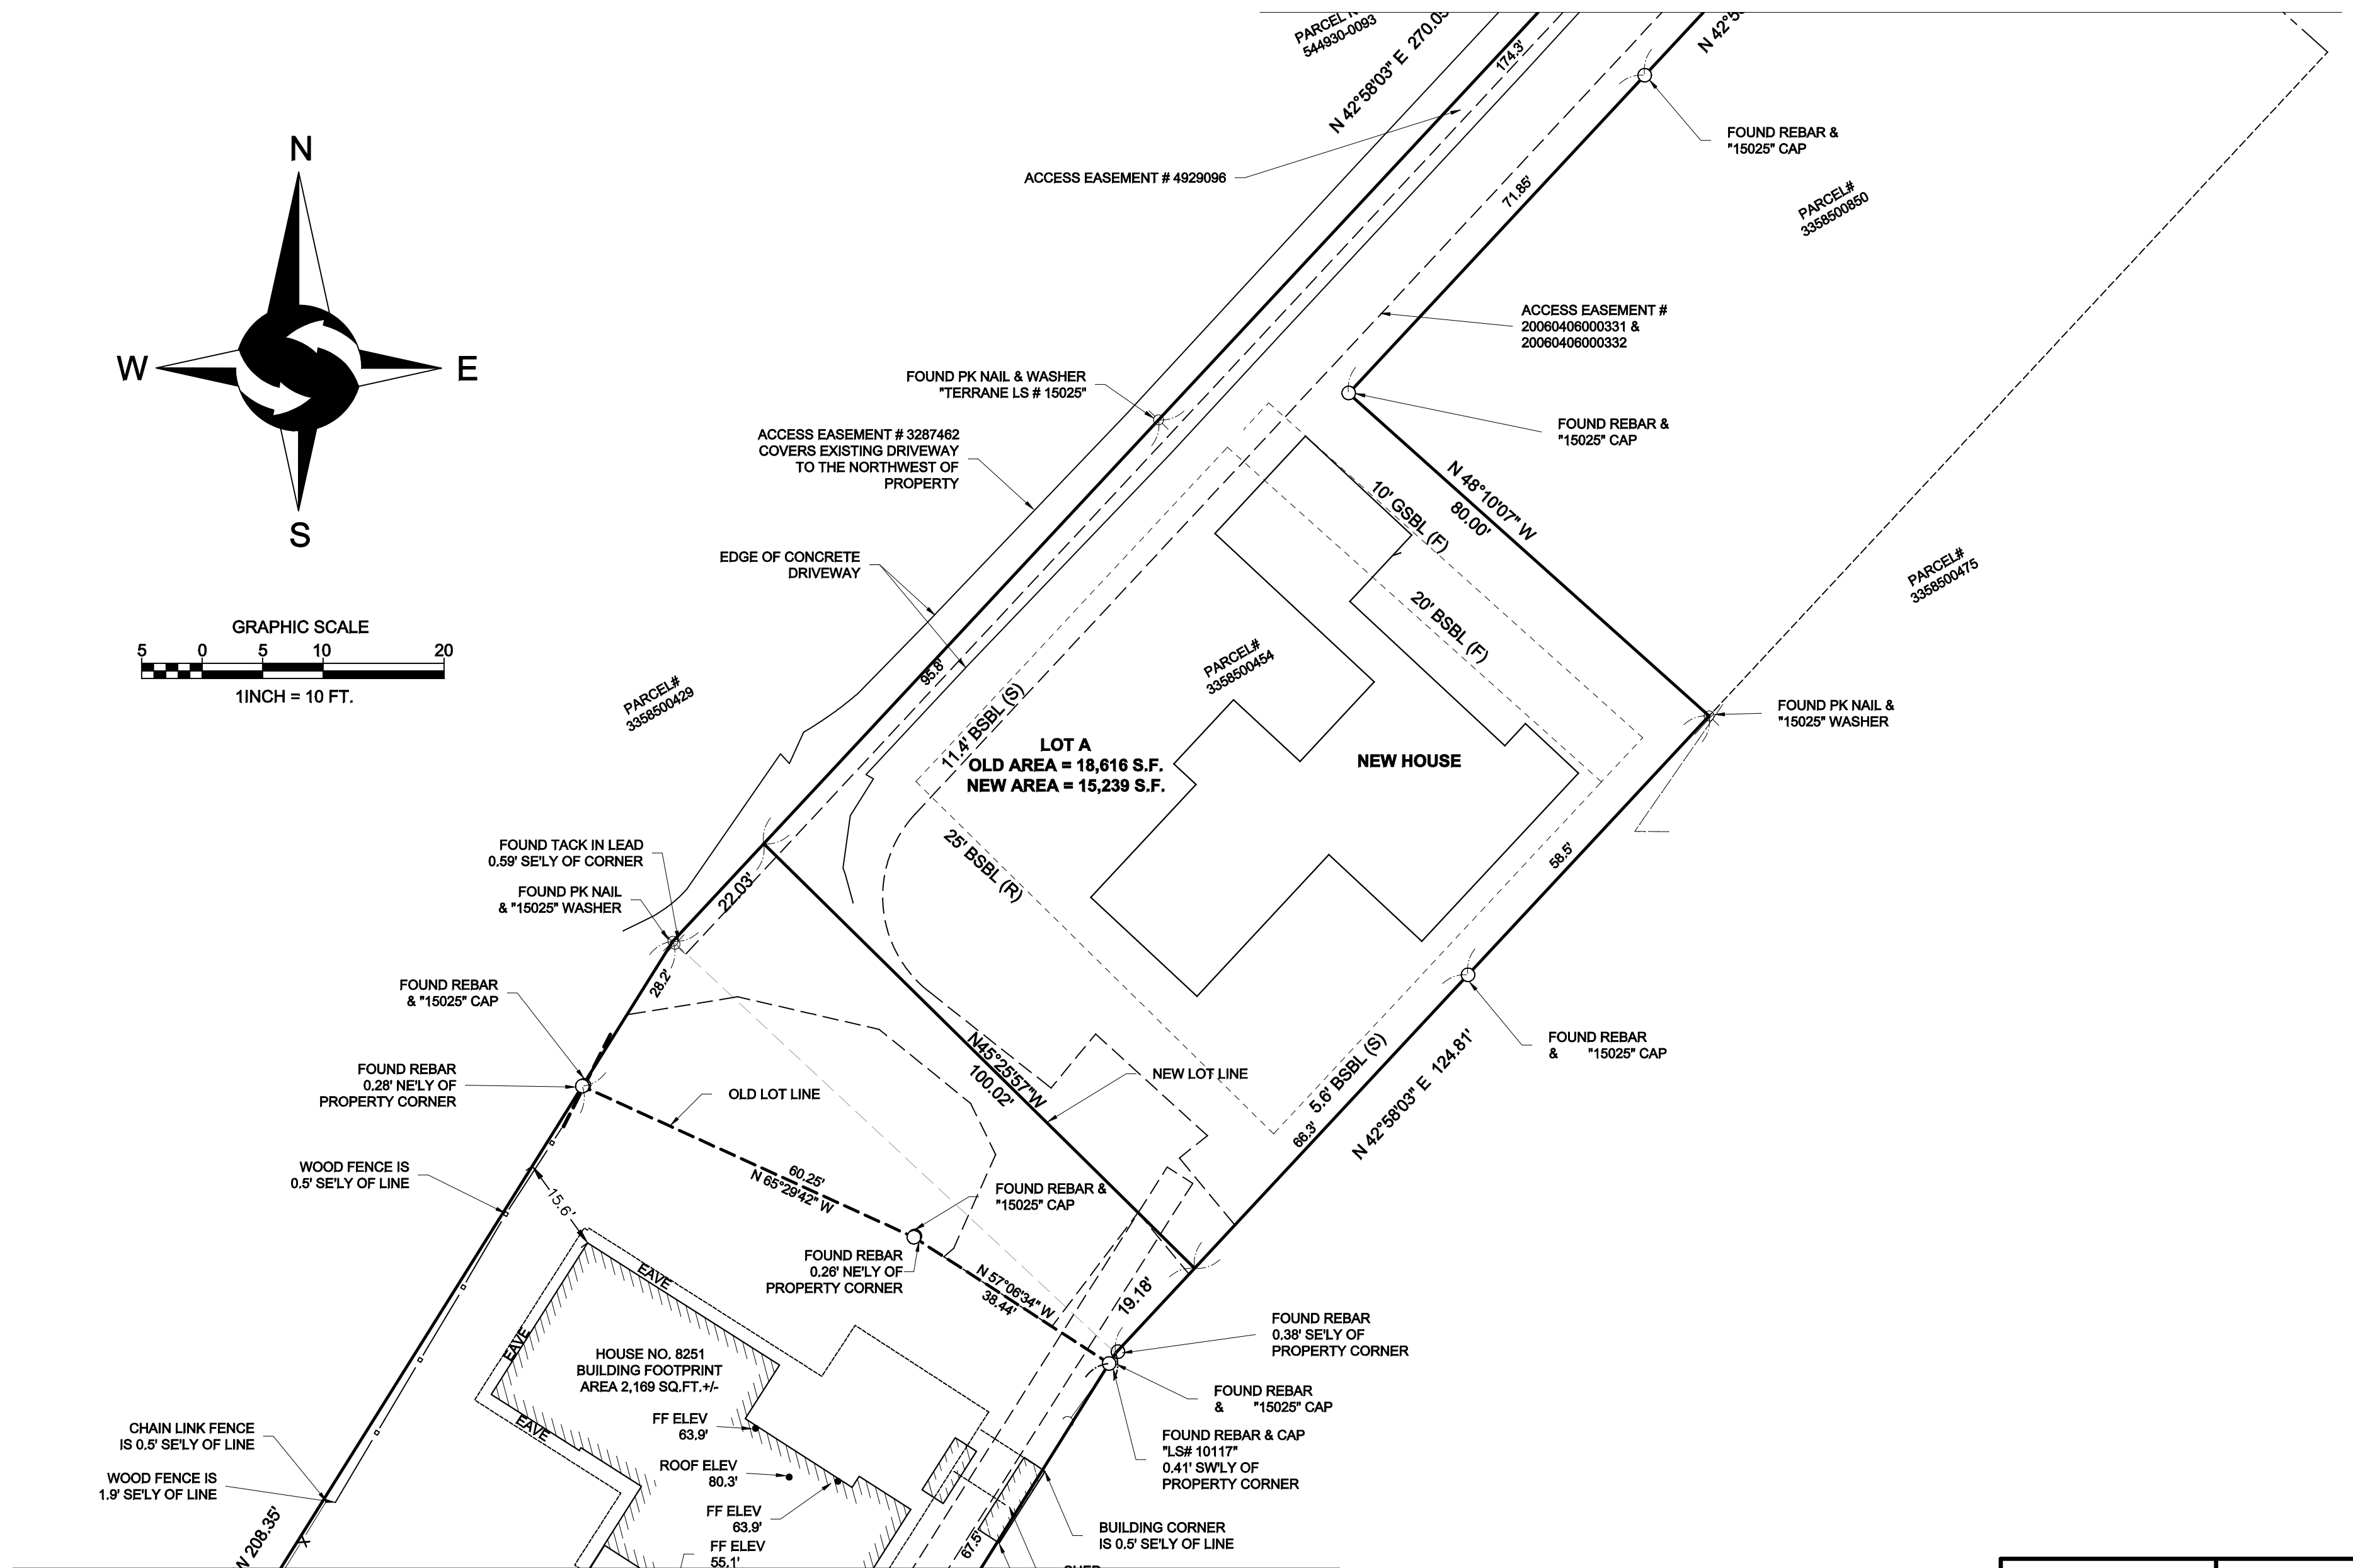 PARCEL
544930-0093
N 42°58'03" E 270.05
174.3'
N 42°58
FOUND REBAR &
"15025" CAP
N
W
E
S
ACCESS EASEMENT # 4929096
71.85'
PARCEL#
3358500850
ACCESS EASEMENT #
20060406000331 &
20060406000332
FOUND PK NAIL & WASHER
"TERRANE LS # 15025"
FOUND REBAR &
"15025" CAP
ACCESS EASEMENT # 3287462
COVERS EXISTING DRIVEWAY
TO THE NORTHWEST OF
PROPERTY
N 48°10'07" W
80.00'
10' GSBL (F)
EDGE OF CONCRETE
DRIVEWAY
PARCEL#
3358500475
20' BSBL (F)
GRAPHIC SCALE
5 0 5 10 20
1INCH = 10 FT.
PARCEL#
3358500429
95.8'
PARCEL#
3358500454
11.4' BSBL (S)
FOUND PK NAIL &
"15025" WASHER
LOT A
OLD AREA = 18,616 S.F.
NEW AREA = 15,239 S.F.
NEW HOUSE
FOUND TACK IN LEAD
0.59' SE'LY OF CORNER
FOUND PK NAIL
& "15025" WASHER
22.03'
25' BSBL (R)
58.5'
28.2'
FOUND REBAR
& "15025" CAP
FOUND REBAR
0.28' NE'LY OF
PROPERTY CORNER
OLD LOT LINE
N45°25'57"W
100.02'
NEW LOT LINE
5.6' BSBL (S)
66.3'
N 42°58'03" E 124.81'
FOUND REBAR
& "15025" CAP
WOOD FENCE IS
0.5' SE'LY OF LINE
15.6'
60.25'
N 65°29'42" W
FOUND REBAR &
"15025" CAP
FOUND REBAR
0.26' NE'LY OF
PROPERTY CORNER
N 57°06'34" W
38.44'
19.18'
EAVE
EAVE
EAVE
HOUSE NO. 8251
BUILDING FOOTPRINT
AREA 2,169 SQ.FT.+/-
FOUND REBAR
0.38' SE'LY OF
PROPERTY CORNER
FOUND REBAR
& "15025" CAP
FF ELEV
63.9'
FOUND REBAR & CAP
"LS# 10117"
0.41' SW'LY OF
PROPERTY CORNER
CHAIN LINK FENCE
IS 0.5' SE'LY OF LINE
WOOD FENCE IS
1.9' SE'LY OF LINE
ROOF ELEV
80.3'
FF ELEV
63.9'
FF ELEV
55.1'
N 208.35'
67.5'
BUILDING CORNER
IS 0.5' SE'LY OF LINE
SHED